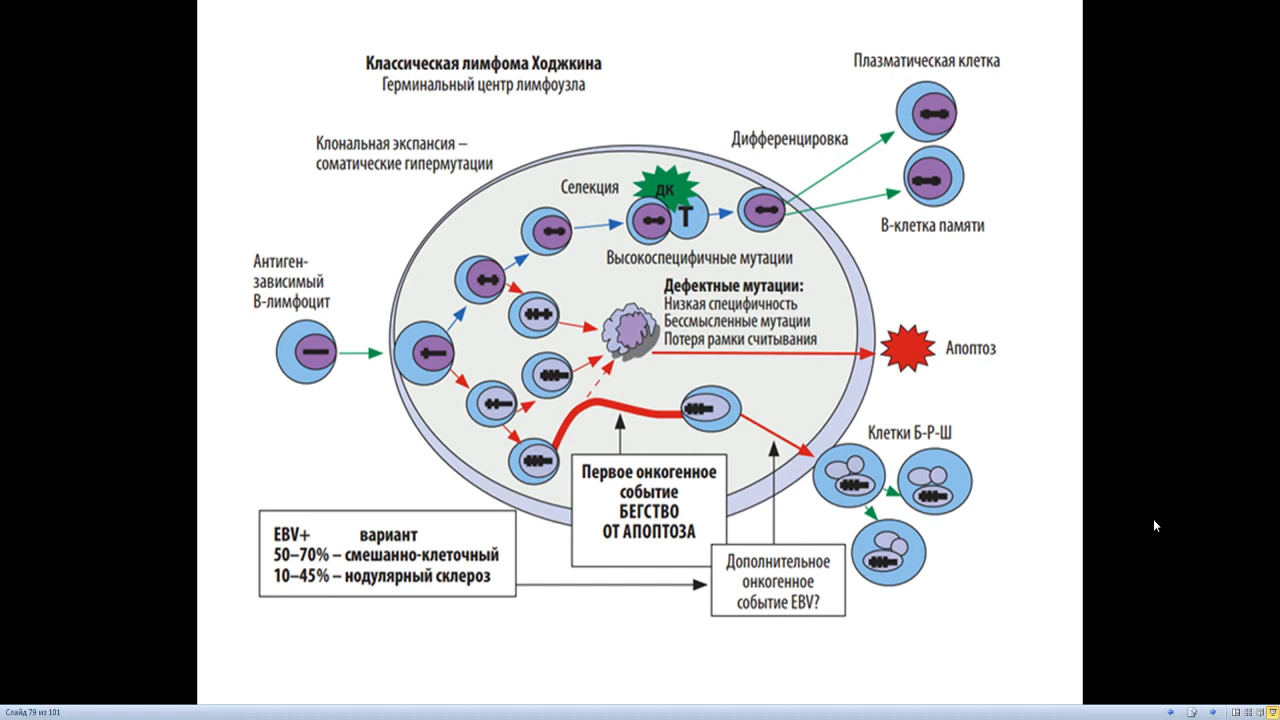 Классическая лимфома Ходжкина
Герминальный центр лимфоузла
Плазматическая клетка
Клональная экспансия –
соматические гипермутации
Дифференцировка
Селекция
ДК
Т
В-клетка памяти
Высокоспецифичные мутации
Антиген-
зависимый
В-лимфоцит
Дефектные мутации:
Низкая специфичность
Бессмысленные мутации
Потеря рамки считывания
Апоптоз
Клетки Б-Р-Ш
Первое онкогенное
событие
БЕГСТВО
ОТ АПОПТОЗА
EBV+ вариант
50–70% – смешанно-клеточный
10–45% – нодулярный склероз
Дополнительное
онкогенное
событие EBV?
Слайд 79 из 101